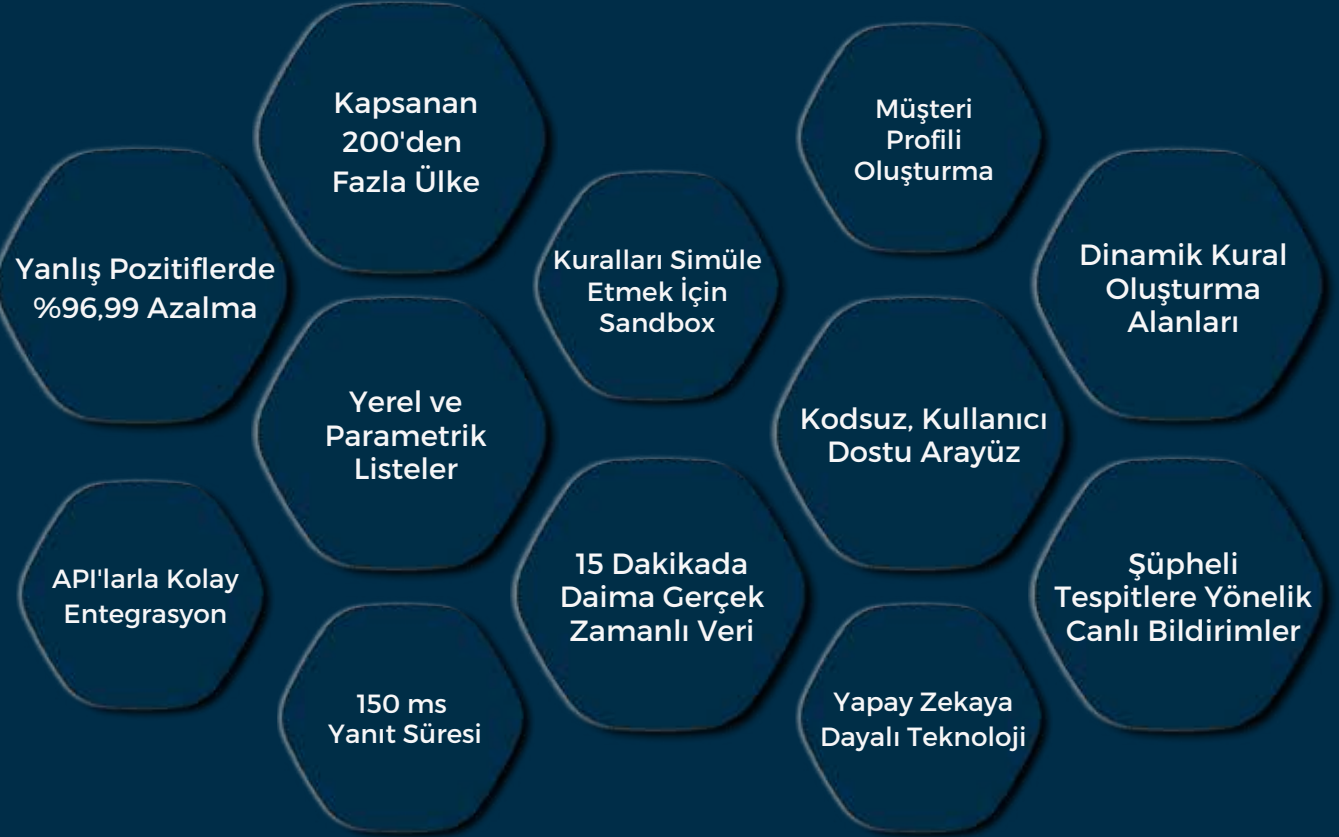 Kapsanan
200'den
Fazla Ülke
Müşteri
Profili
Oluşturma
Yanlış Pozitiflerde
%96,99 Azalma
Kuralları Simüle
Etmek İçin
Sandbox
Dinamik Kural
Oluşturma
Alanları
Yerel ve
Parametrik
Listeler
Kodsuz, Kullanıcı
Dostu Arayüz
API'larla Kolay
Entegrasyon
15 Dakikada
Daima Gerçek
Zamanlı Veri
Şüpheli
Tespitlere Yönelik
Canlı Bildirimler
150 ms
Yanıt Süresi
Yapay Zekaya
Dayalı Teknoloji